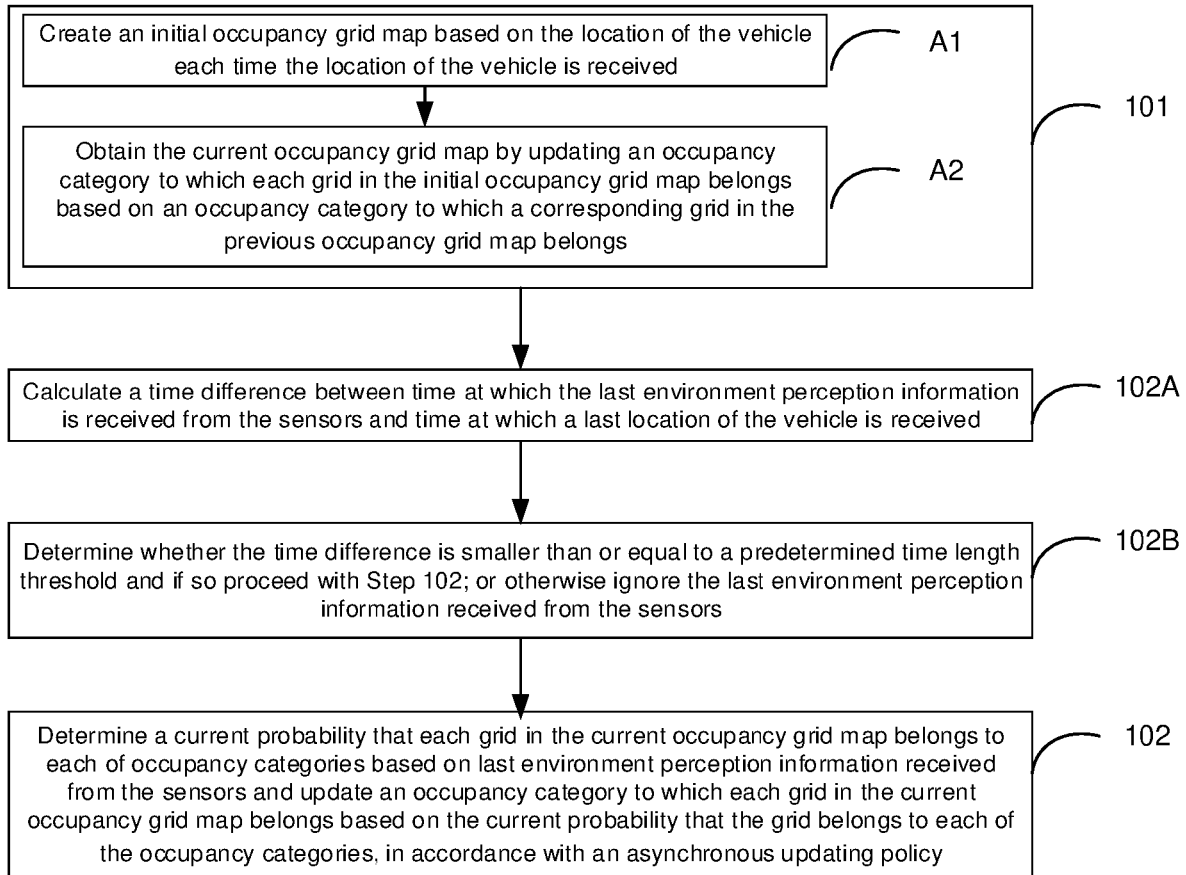 Create an initial occupancy grid map based on the location of the vehicle
each time the location of the vehicle is received
A1
101
Obtain the current occupancy grid map by updating an occupancy
category to which each grid in the initial occupancy grid map belongs
based on an occupancy category to which a corresponding grid in the
previous occupancy grid map belongs
A2
Calculate a time difference between time at which the last environment perception information
is received from the sensors and time at which a last location of the vehicle is received
102A
Determine whether the time difference is smaller than or equal to a predetermined time length
threshold and if so proceed with Step 102; or otherwise ignore the last environment perception
information received from the sensors
102B
Determine a current probability that each grid in the current occupancy grid map belongs to
each of occupancy categories based on last environment perception information received
from the sensors and update an occupancy category to which each grid in the current
occupancy grid map belongs based on the current probability that the grid belongs to each of
the occupancy categories, in accordance with an asynchronous updating policy
102